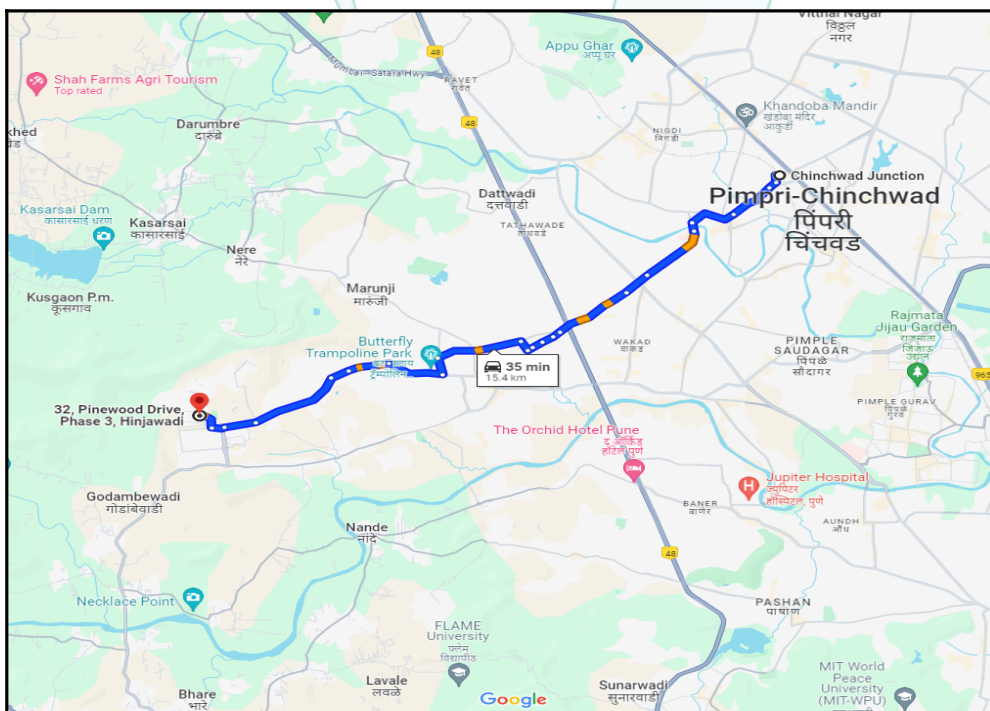 Vitthal Nagar
विठ्ठल
नगर
Appu Ghar
अप्पू घर
48
Mumbai - Satara Hwy
RAVET
रावेत
Shah Farms Agri Tourism
Top rated
Khandoba Mandir
खंडोबा मंदिर
आकुर्डी
48
Darumbre
दारुंब्रे
NIGDI
निगडी
Chinchwad Junction
Pimpri-Chinchwad
पिंपरी
चिंचवड
Dattwadi
दत्तवाडी
Kasarsai Dam
कासारसाई धरण
Kasarsai
कासारसाई
TATHAWADE
ताथवडे
Nere
नेरे
Marunji
मारुंजी
Kusgaon P.m.
कूसगाव
Rajmata
Jijau Garden
राजमाता
जिजाऊ
उद्यान
Butterfly
Trampoline Park
ट्रॅम्पोलिन
WAKAD
वाकड
PIMPLE
SAUDAGAR
पिंपळे
सौदागर
35 min
15.4 km
965
PIMPLE GURAV
पिंपळे
गुरव
32, Pinewood Drive,
Phase 3, Hinjawadi
The Orchid Hotel Pune
द ऑर्किड
हॉटेल पुणे
Jupiter Hospital
ज्युपिटर
हॉस्पिटल, पुणे
Godambewadi
गोडांबेवाडी
BANER
बाणेर
AUNDH
औंध
Nande
नांदे
48
Necklace Point
PASHAN
पाषाण
FLAME
University
फ्लेम
विद्यापीठ
MIT World
Peace
University
(MIT-WPU)
Lavale
लवळे
Sunarwadi
सुनारवाडी
Bhare
भारे
Google